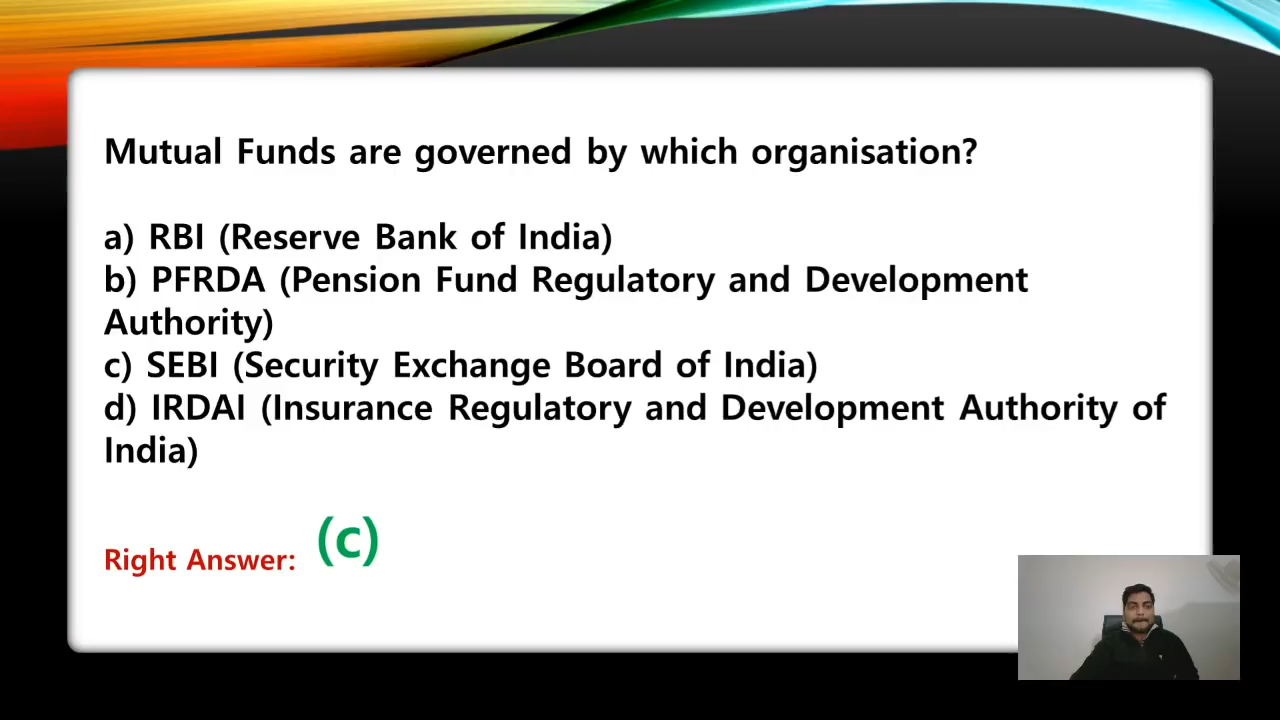 Mutual Funds are governed by which organisation?
a) RBI (Reserve Bank of India)
b) PFRDA (Pension Fund Regulatory and Development
Authority)
c) SEBI (Security Exchange Board of India)
d) IRDAI (Insurance Regulatory and Development Authority of
India)
Right Answer: (c)